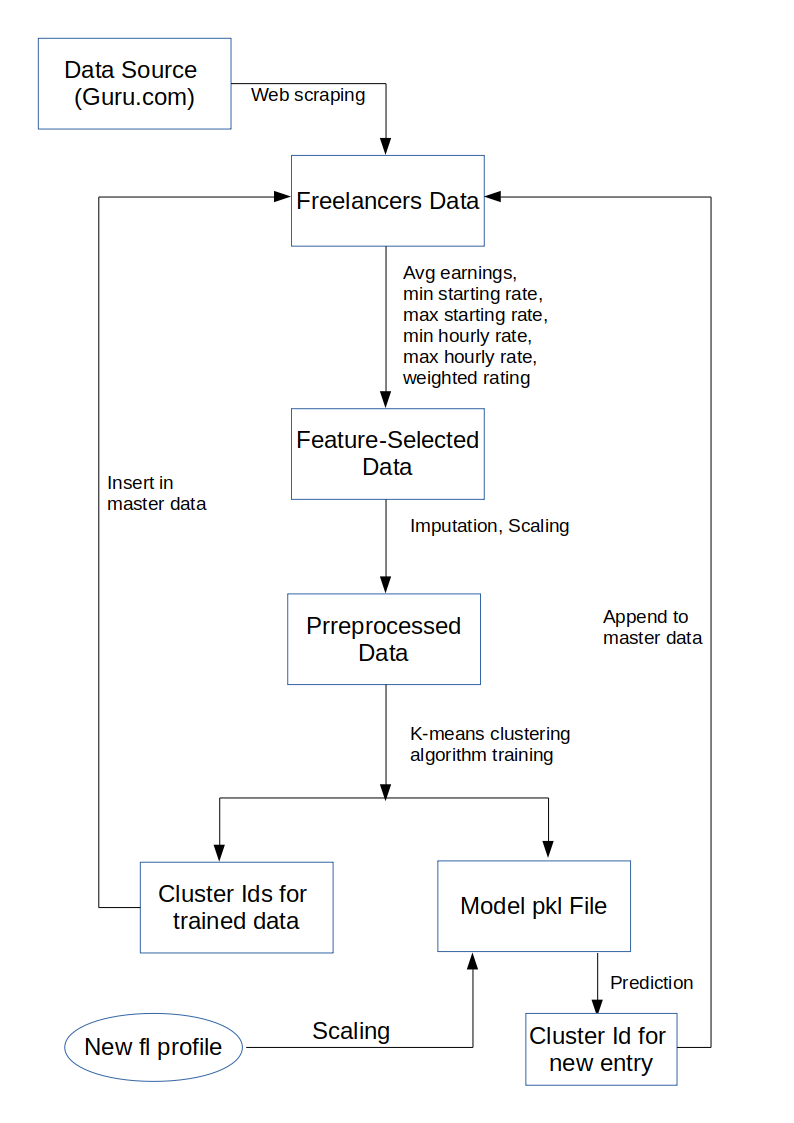 Data Source
(Guru.com)
Web scraping
Freelancers Data
Avg earnings,
min starting rate,
max starting rate,
min hourly rate,
max hourly rate,
weighted rating
Feature-Selected
Data
Insert in
master data
Imputation, Scaling
Prreprocessed
Data
Append to
master data
K-means clustering
algorithm training
Cluster Ids for
trained data
Model pkl File
Prediction
New fl profile
Scaling
Cluster Id for
new entry